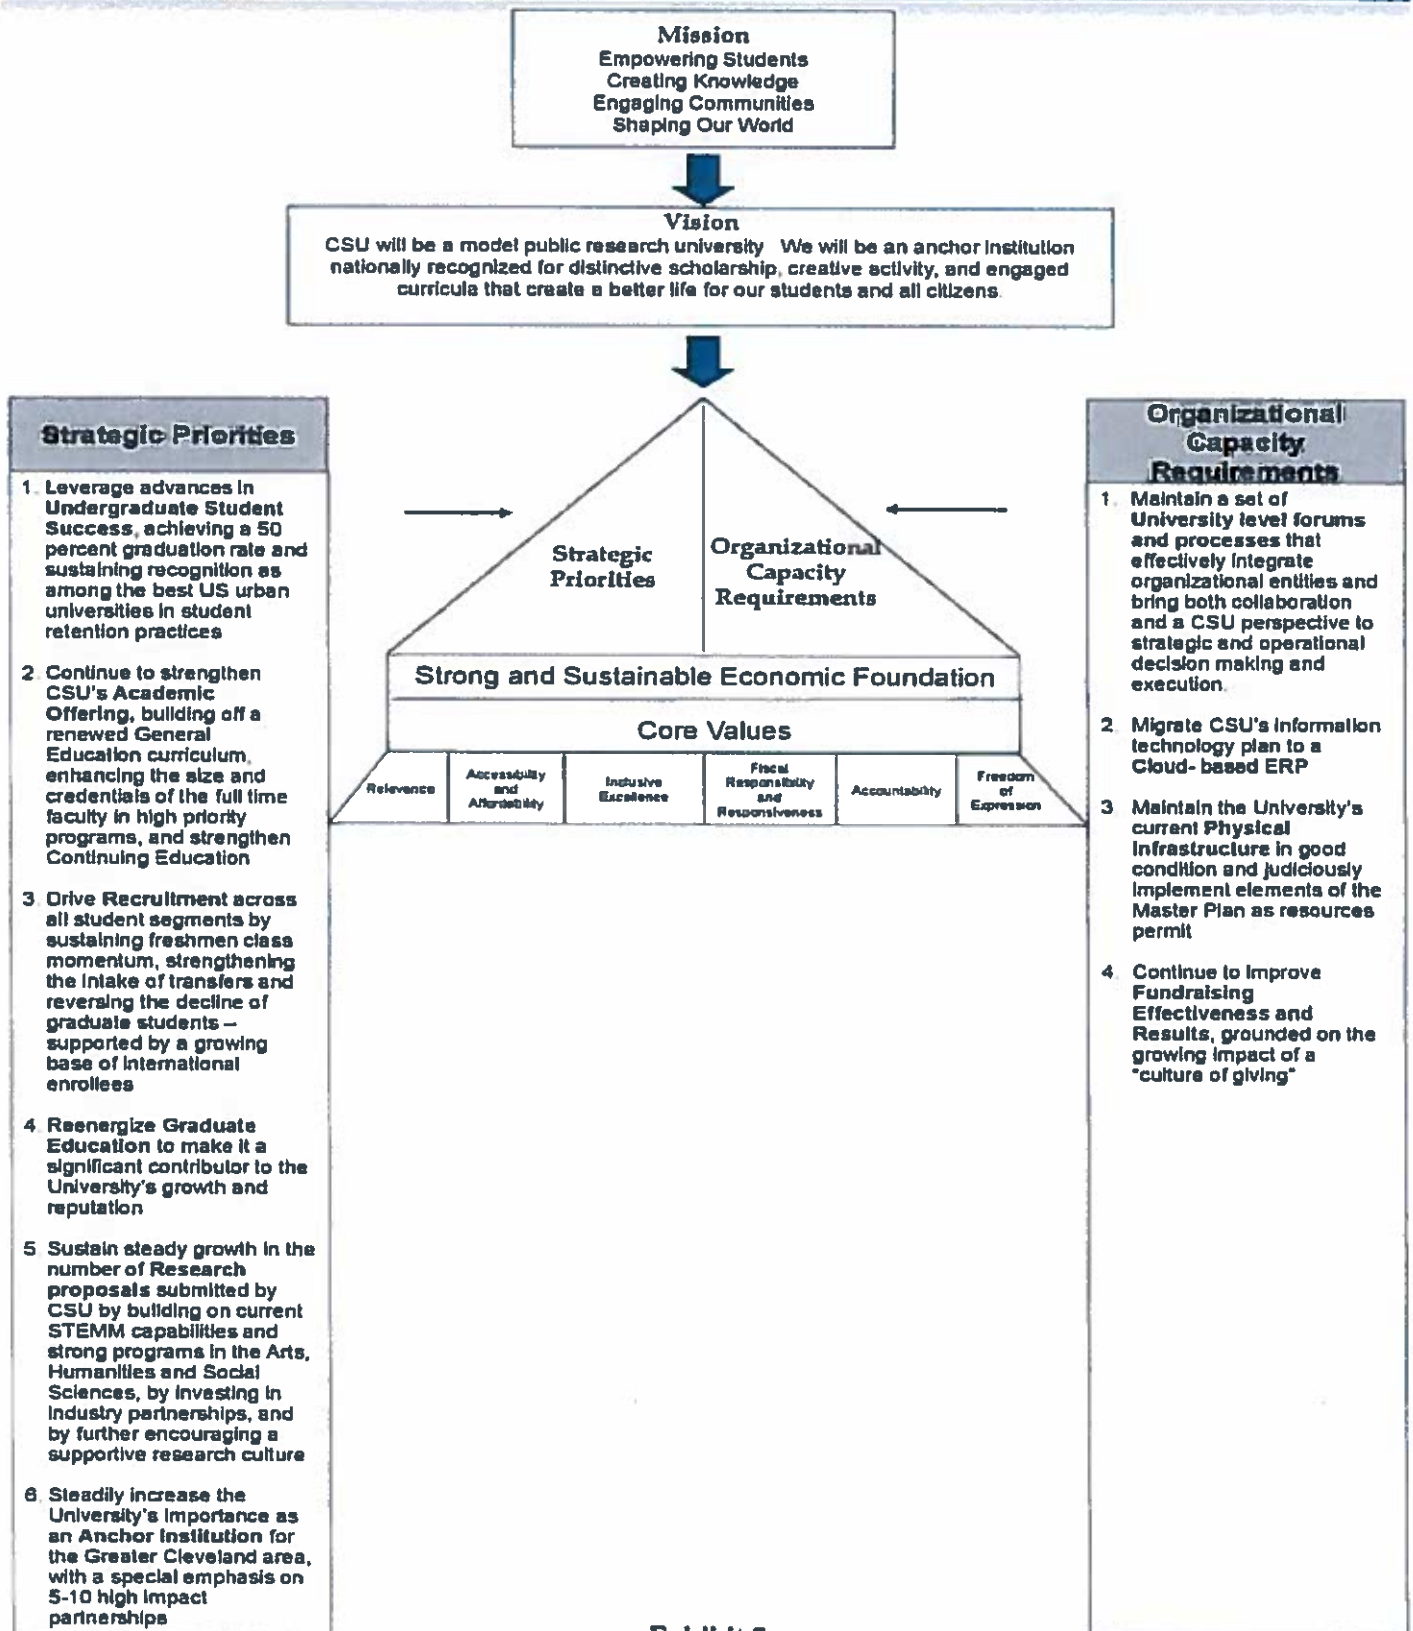 Mission
Empowering Students
Creating Knowledge
Engaging Communities
Shaping Our World
Vision
CSU will be a model public research university We will be an anchor institution
nationally recognized for distinctive scholarship, creative activity, and engaged
curricula that create a better life for our students and all citizens.
Strategic Priorities
1. Leverage advances in
Undergraduate Student
Success, achieving a 50
percent graduation rate and
sustaining recognition as
among the best US urban
universities in student
retention practices
2. Continue to strengthen
CSU's Academic
Offering, building off a
renewed General
Education curriculum,
enhancing the size and
credentials of the full time
faculty in high priority
programs, and strengthen
Continuing Education
3. Drive Recruitment across
all student segments by
sustaining freshmen class
momentum, strengthening
the intake of transfers and
reversing the decline of
graduate students –
supported by a growing
base of international
enrollees
4. Reenergize Graduate
Education to make it a
significant contributor to the
University's growth and
reputation
5. Sustain steady growth in the
number of Research
proposals submitted by
CSU by building on current
STEMM capabilities and
strong programs in the Arts,
Humanities and Social
Sciences, by investing in
industry partnerships, and
by further encouraging a
supportive research culture
6. Steadily increase the
University's importance as
an Anchor Institution for
the Greater Cleveland area,
with a special emphasis on
5-10 high impact
partnerships
Strategic
Priorities
Organizational
Capacity
Requirements
Strong and Sustainable Economic Foundation
Core Values
Relevance
Accessibility
and
Affordability
Inclusive
Excellence
Fiscal
Responsibility
and
Responsiveness
Accountability
Freedom
of
Expression
Organizational
Capacity
Requirements
1. Maintain a set of
University level forums
and processes that
effectively integrate
organizational entities and
bring both collaboration
and a CSU perspective to
strategic and operational
decision making and
execution.
2. Migrate CSU's information
technology plan to a
Cloud- based ERP
3. Maintain the University's
current Physical
Infrastructure in good
condition and judiciously
implement elements of the
Master Plan as resources
permit
4. Continue to improve
Fundraising
Effectiveness and
Results, grounded on the
growing impact of a
"culture of giving"